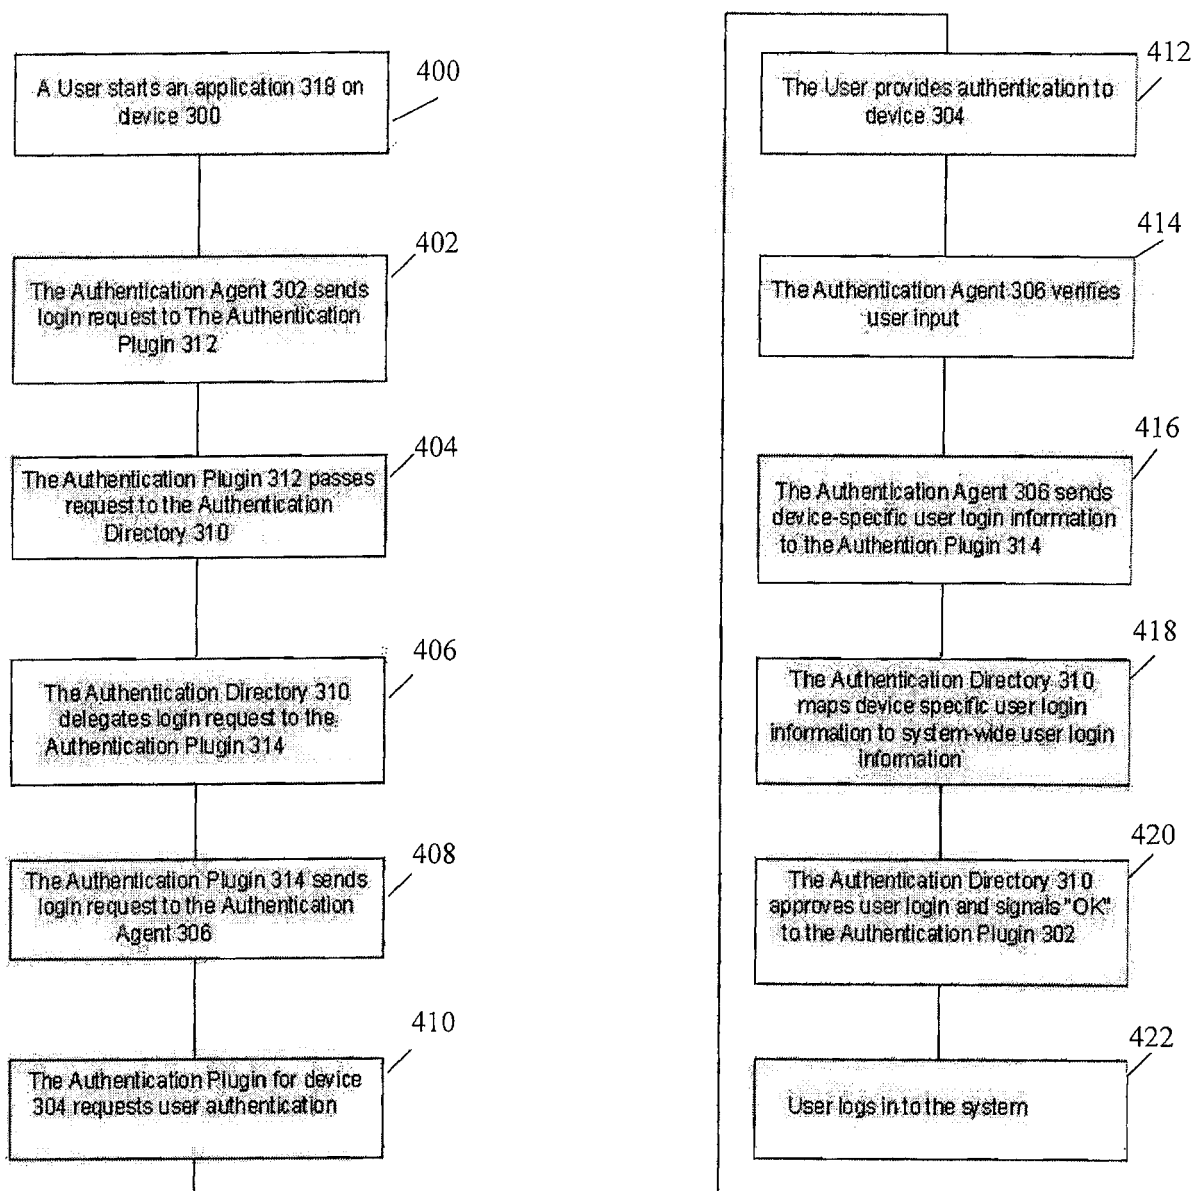 A User starts an application 318 on
device 300
400
The Authentication Agent 302 sends
login request to The Authentication
Plugin 312
402
The Authentication Plugin 312 passes
request to the Authentication
Directory 310
404
The Authentication Directory 310
delegates login request to the
Authentication Plugin 314
406
The Authentication Plugin 314 sends
login request to the Authentication
Agent 306
408
The Authentication Plugin for device
304 requests user authentication
410
The User provides authentication to
device 304
412
The Authentication Agent 306 verifies
user input
414
The Authentication Agent 306 sends
device-specific user login information
to the Authention Plugin 314
416
The Authentication Directory 310
maps device specific user login
information to system-wide user login
information
418
The Authentication Directory 310
approves user login and signals "OK"
to the Authentication Plugin 302
420
User logs in to the system
422